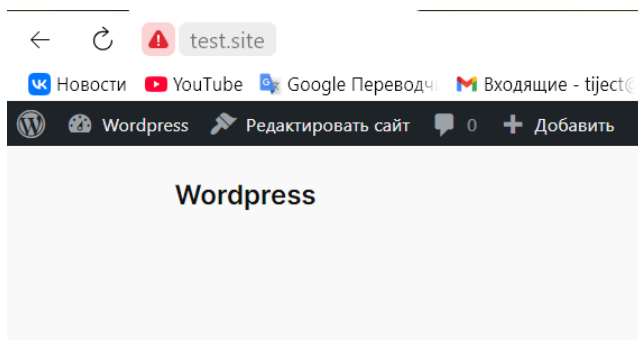 test.site
Новости YouTube Google Переводч Входящие - tiject@
Wordpress Редактировать сайт 0 + Добавить
Wordpress